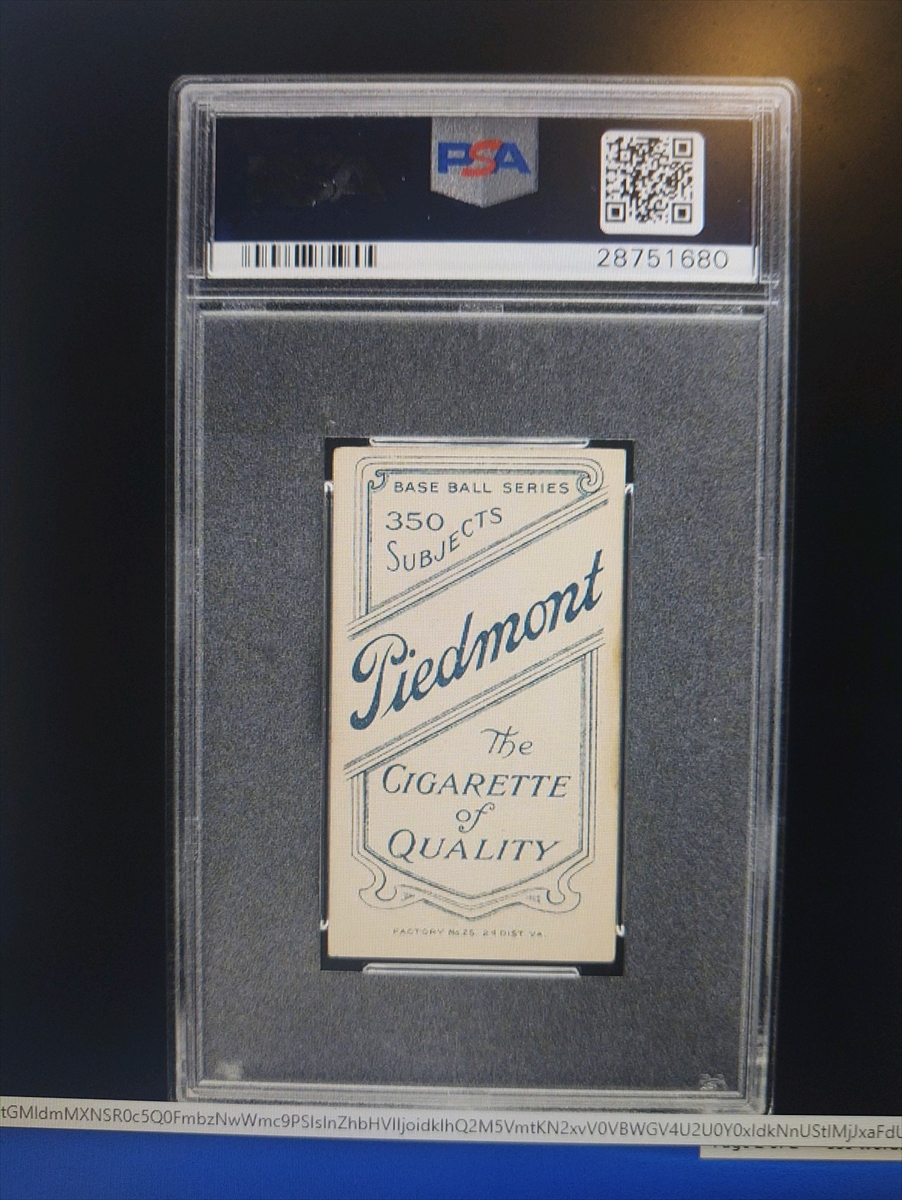 PSA
28751680
BASE BALL SERIES
350
SUBJECTS
Piedmont
The
CIGARETTE
of
QUALITY
FACTORY No 25. 2d DIST. VA.